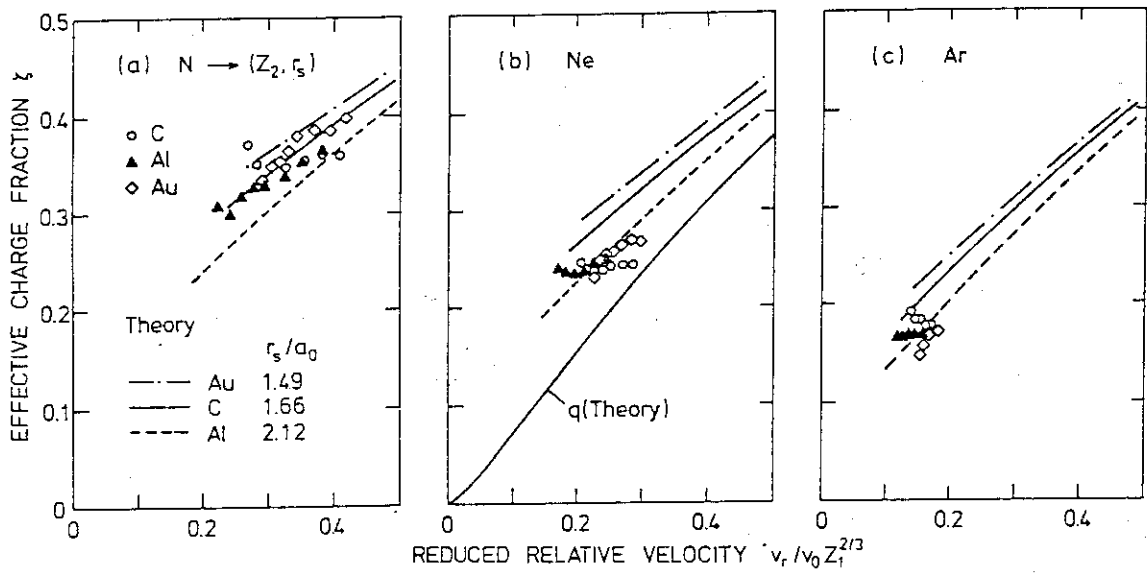 EFFECTIVE CHARGE FRACTION ζ
0.5
0.4
0.3
0.2
0.1
0
(a) N → (Z₂, rₛ)
C
Al
Au
Theory
rₛ/a₀
Au 1.49
C 1.66
Al 2.12
0 0.2 0.4
(b) Ne
q(Theory)
0 0.2 0.4
(c) Ar
0 0.2 0.4
REDUCED RELATIVE VELOCITY vᵣ/v₀Z₁^2/3